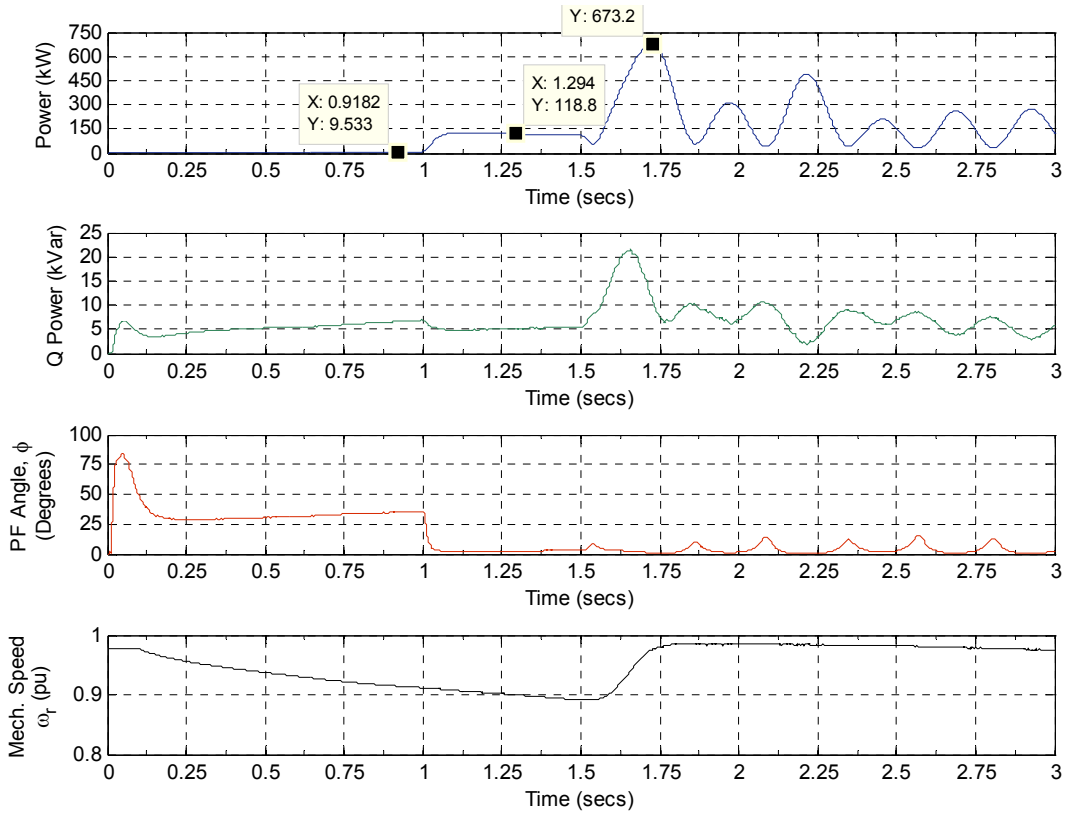 Y: 673.2
X: 1.294
Y: 118.8
X: 0.9182
Y: 9.533
Power (kW)
750
600
450
300
150
0
0 0.25 0.5 0.75 1 1.25 1.5 1.75 2 2.25 2.5 2.75 3
Time (secs)
Q Power (kVar)
25
20
15
10
5
0
0 0.25 0.5 0.75 1 1.25 1.5 1.75 2 2.25 2.5 2.75 3
Time (secs)
PF Angle, ϕ
(Degrees)
100
75
50
25
0
0 0.25 0.5 0.75 1 1.25 1.5 1.75 2 2.25 2.5 2.75 3
Time (secs)
Mech. Speed
ωr (pu)
1
0.9
0.8
0 0.25 0.5 0.75 1 1.25 1.5 1.75 2 2.25 2.5 2.75 3
Time (secs)